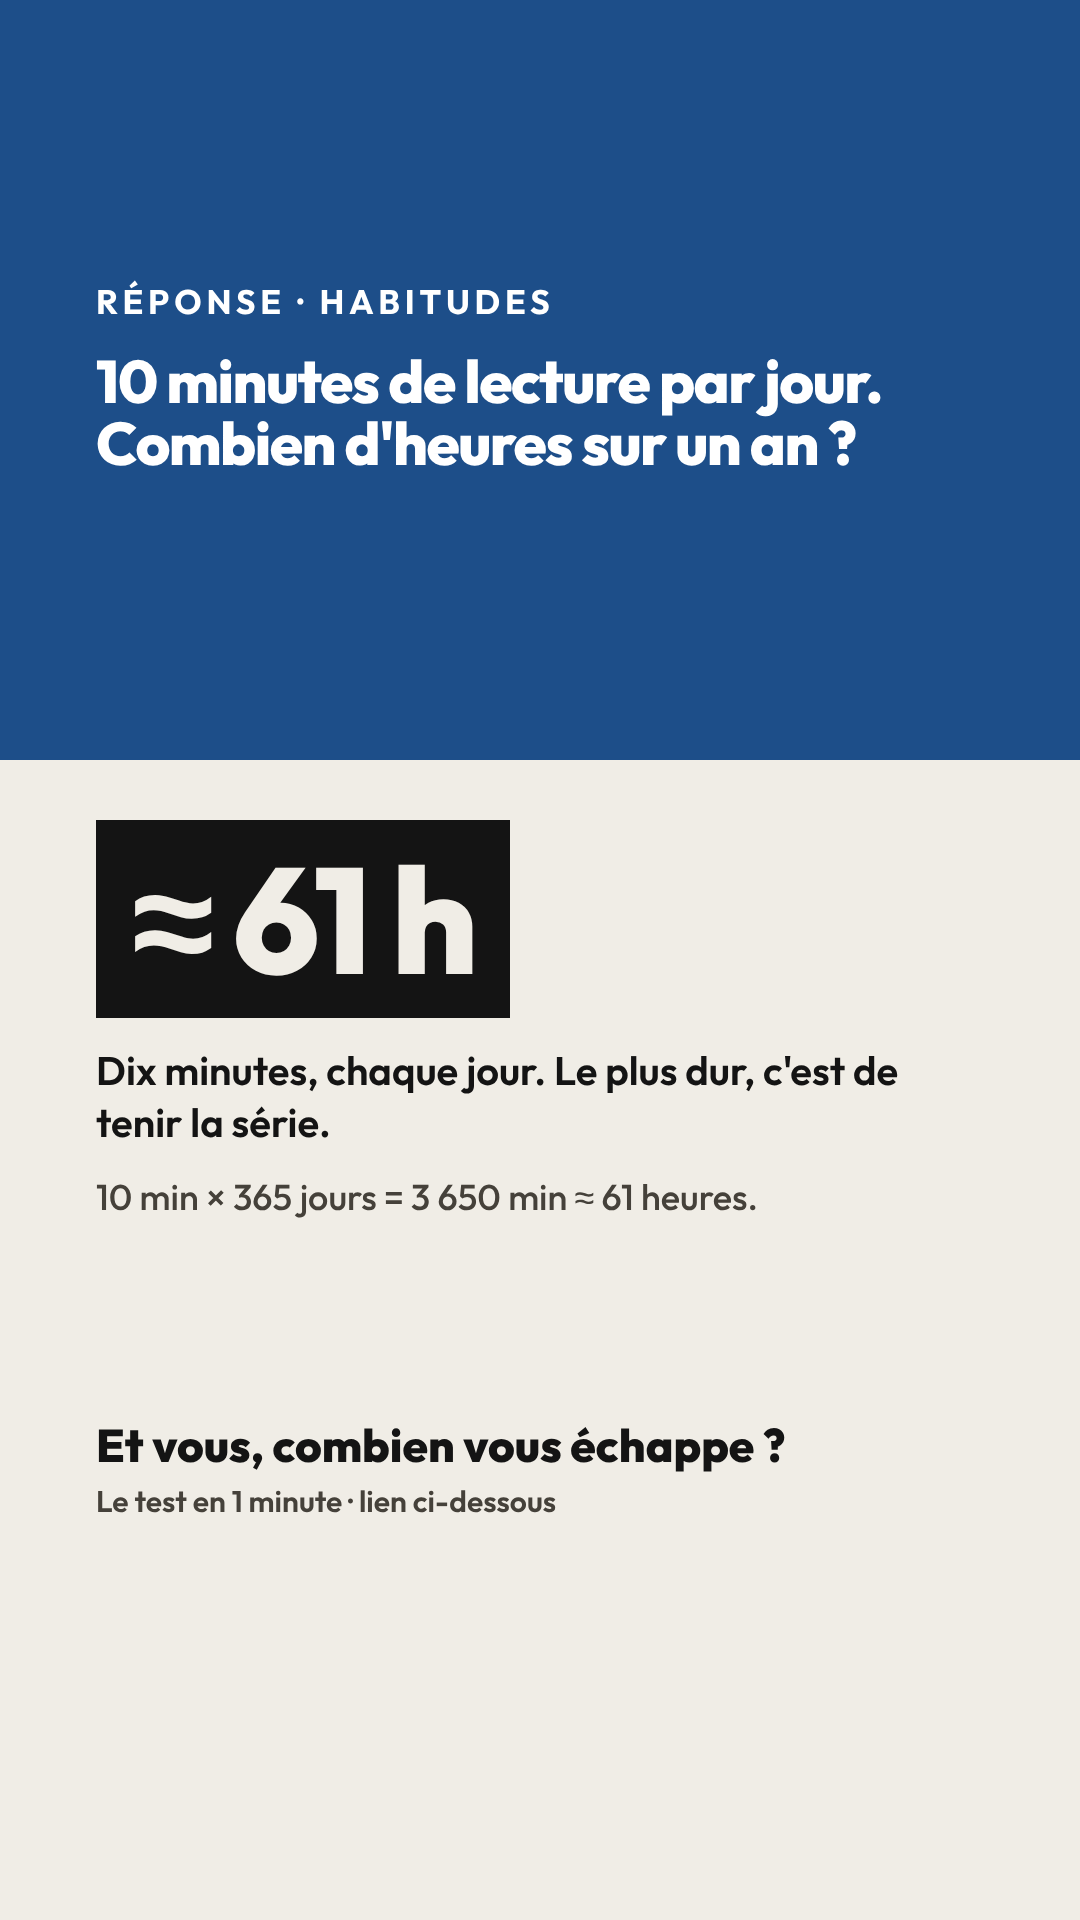 RÉPONSE · HABITUDES
10 minutes de lecture par jour.
Combien d'heures sur un an ?
≈ 61 h
Dix minutes, chaque jour. Le plus dur, c'est de
tenir la série.
10 min × 365 jours = 3 650 min ≈ 61 heures.
Et vous, combien vous échappe ?
Le test en 1 minute · lien ci-dessous